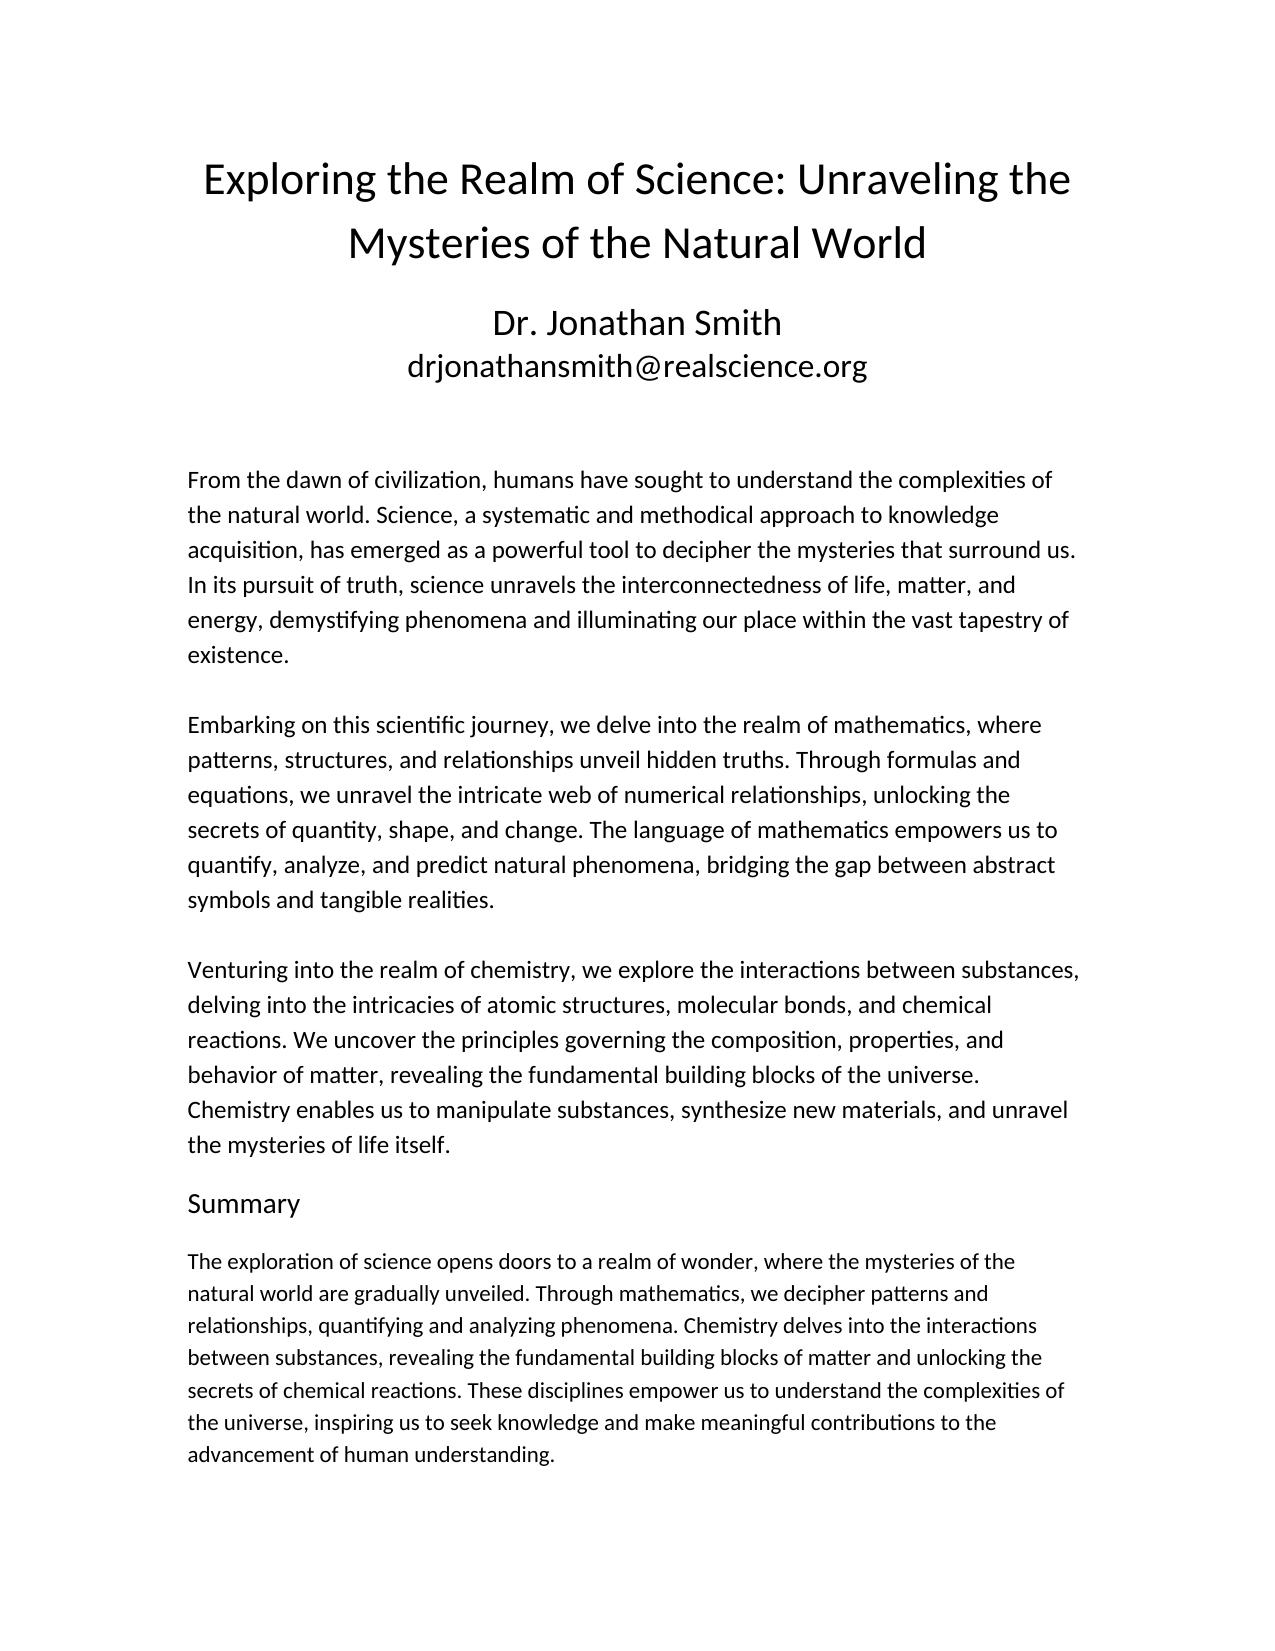 Exploring the Realm of Science: Unraveling the
Mysteries of the Natural World
Dr. Jonathan Smith
drjonathansmith@realscience.org
From the dawn of civilization, humans have sought to understand the complexities of
the natural world. Science, a systematic and methodical approach to knowledge
acquisition, has emerged as a powerful tool to decipher the mysteries that surround us.
In its pursuit of truth, science unravels the interconnectedness of life, matter, and
energy, demystifying phenomena and illuminating our place within the vast tapestry of
existence.
Embarking on this scientific journey, we delve into the realm of mathematics, where
patterns, structures, and relationships unveil hidden truths. Through formulas and
equations, we unravel the intricate web of numerical relationships, unlocking the
secrets of quantity, shape, and change. The language of mathematics empowers us to
quantify, analyze, and predict natural phenomena, bridging the gap between abstract
symbols and tangible realities.
Venturing into the realm of chemistry, we explore the interactions between substances,
delving into the intricacies of atomic structures, molecular bonds, and chemical
reactions. We uncover the principles governing the composition, properties, and
behavior of matter, revealing the fundamental building blocks of the universe.
Chemistry enables us to manipulate substances, synthesize new materials, and unravel
the mysteries of life itself.
Summary
The exploration of science opens doors to a realm of wonder, where the mysteries of the
natural world are gradually unveiled. Through mathematics, we decipher patterns and
relationships, quantifying and analyzing phenomena. Chemistry delves into the interactions
between substances, revealing the fundamental building blocks of matter and unlocking the
secrets of chemical reactions. These disciplines empower us to understand the complexities of
the universe, inspiring us to seek knowledge and make meaningful contributions to the
advancement of human understanding.